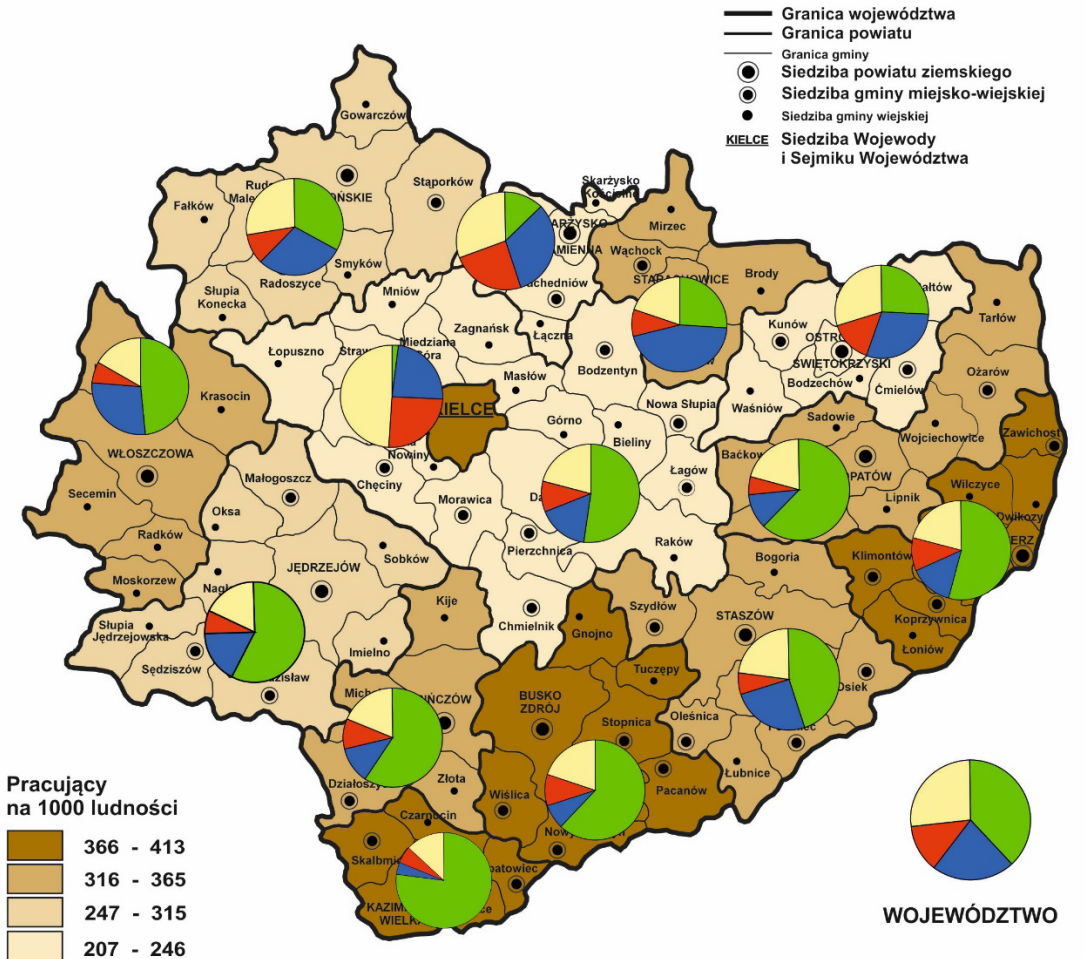 Granica województwa
Granica powiatu
Granica gminy
Siedziba powiatu ziemskiego
Siedziba gminy miejsko-wiejskiej
Siedziba gminy wiejskiej
KIELCE Siedziba Wojewody
i Sejmiku Województwa
Gowarczów
Stąporków
Fałków
Smyków
Radoszyce
Słupia
Konecka
Skarżysko
Mirzec
Wąchock
Brody
Mniów
Zagnańsk
Łączna
Łopuszno
Miedziana
Masłów
Bodzentyn
Kunów
ŚWIĘTOKRZYSKI
Bodzechów
Ćmielów
Waśniów
Tarłów
Ożarów
Krasocin
KIELCE
Górno
Bieliny
Nowa Słupia
Sadowie
Wojciechowice
Zawichost
WŁOSZCZOWA
Nowiny
Chęciny
Morawica
Łagów
Lipnik
Wilczyce
Dwikozy
Secemin
Małogoszcz
Oksa
Radków
Pierzchnica
Raków
Sobków
Moskorzew
JĘDRZEJÓW
Bogoria
Klimontów
Kije
Koprzywnica
Słupia
Jędrzejowska
Sędziszów
Imielno
Chmielnik
Gnojno
Szydłów
STASZÓW
Łoniów
Tuczępy
BUSKO
ZDRÓJ
Stopnica
Oleśnica
Łubnice
Złota
Wiślica
Pacanów
Czarnocin
Pracujący
na 1000 ludności
366 - 413
316 - 365
247 - 315
207 - 246
WOJEWÓDZTWO